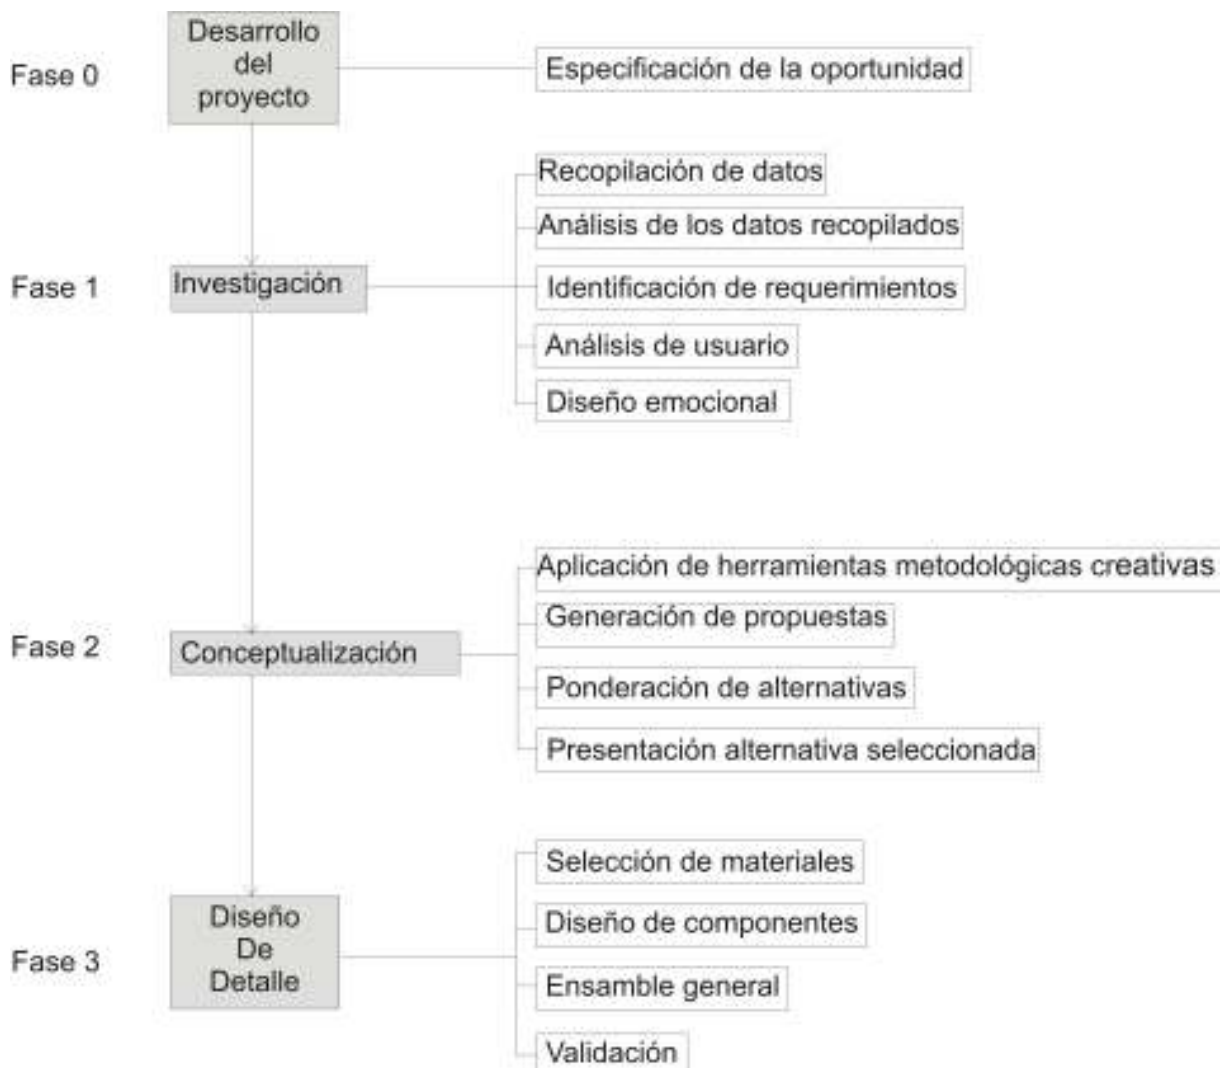 Fase 0
Desarrollo
del
proyecto
Especificación de la oportunidad
Fase 1
Investigación
Recopilación de datos
Análisis de los datos recopilados
Identificación de requerimientos
Análisis de usuario
Diseño emocional
Fase 2
Conceptualización
Aplicación de herramientas metodológicas creativas
Generación de propuestas
Ponderación de alternativas
Presentación alternativa seleccionada
Fase 3
Diseño
De
Detalle
Selección de materiales
Diseño de componentes
Ensamble general
Validación